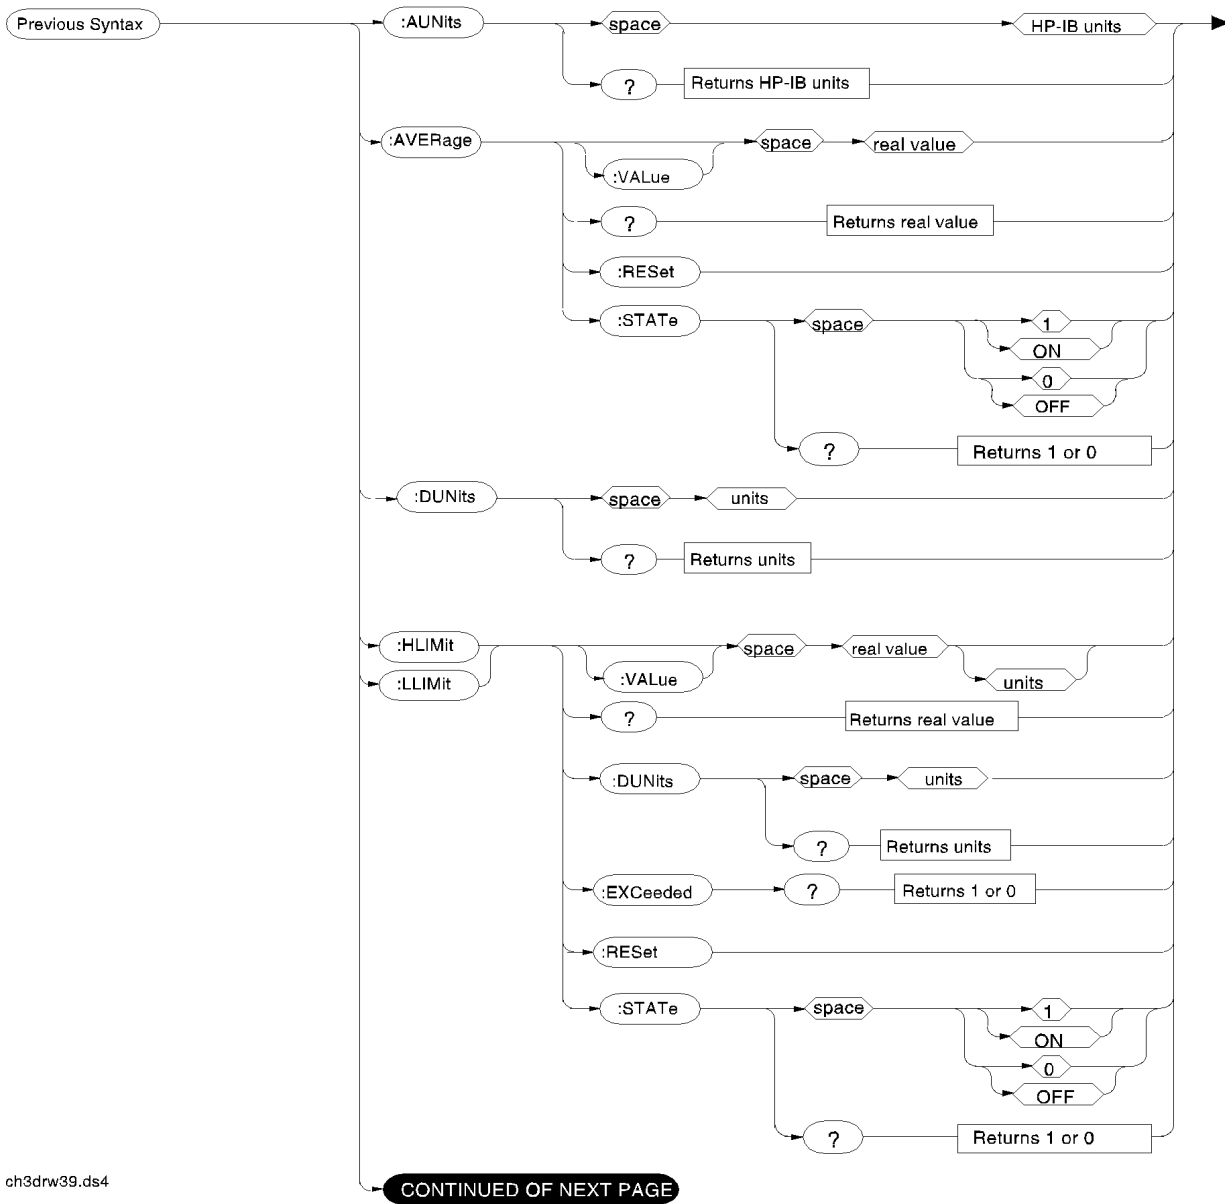 Previous Syntax
:AUNits
space
HP-IB units
?
Returns HP-IB units
:AVERage
space
real value
:VALue
?
Returns real value
:RESet
:STATe
space
1
ON
0
OFF
?
Returns 1 or 0
:DUNits
space
units
?
Returns units
:HLIMit
:LLIMit
space
real value
units
:VALue
?
Returns real value
:DUNits
space
units
?
Returns units
:EXCeeded
?
Returns 1 or 0
:RESet
:STATe
space
1
ON
0
OFF
?
Returns 1 or 0
ch3drw39.ds4
CONTINUED OF NEXT PAGE